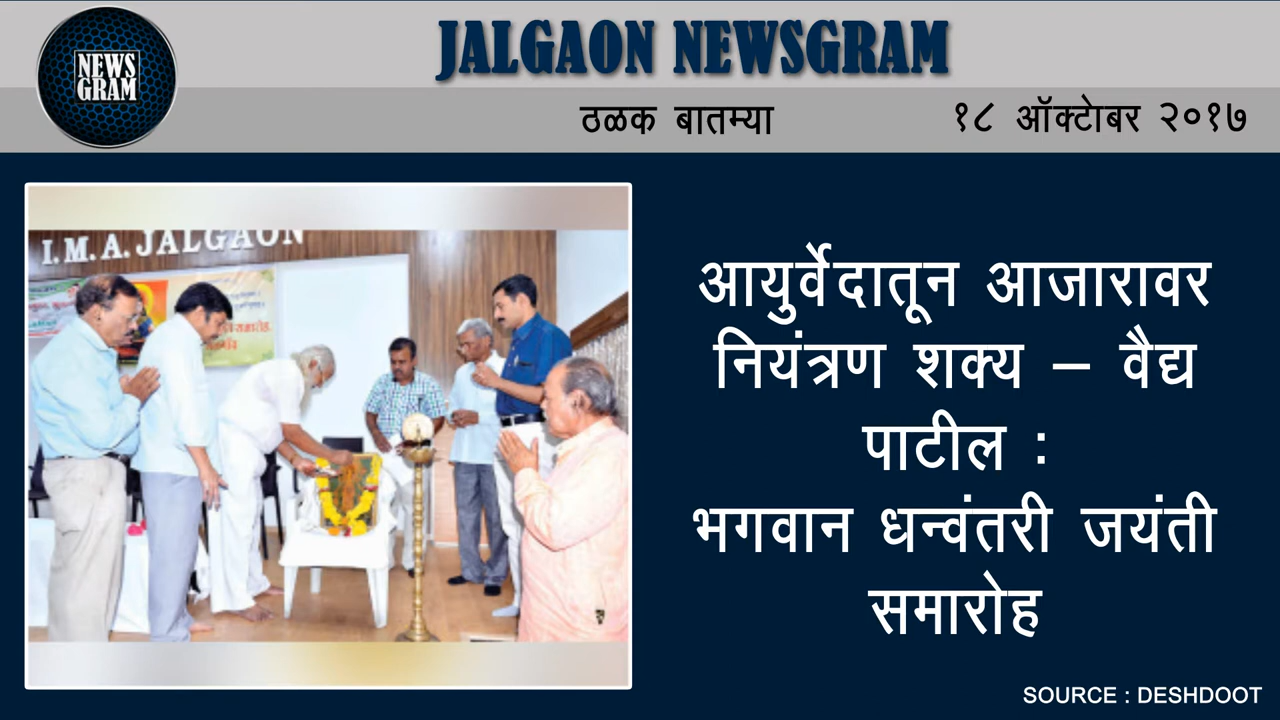 NEWS
GRAM
JALGAON NEWSGRAM
ठळक बातम्या
१८ ऑक्टोबर २०१७
I.M.A. JALGAON
आयुर्वेदातून आजारावर
नियंत्रण शक्य – वैद्य
पाटील :
भगवान धन्वंतरी जयंती
समारोह
SOURCE : DESHDOOT